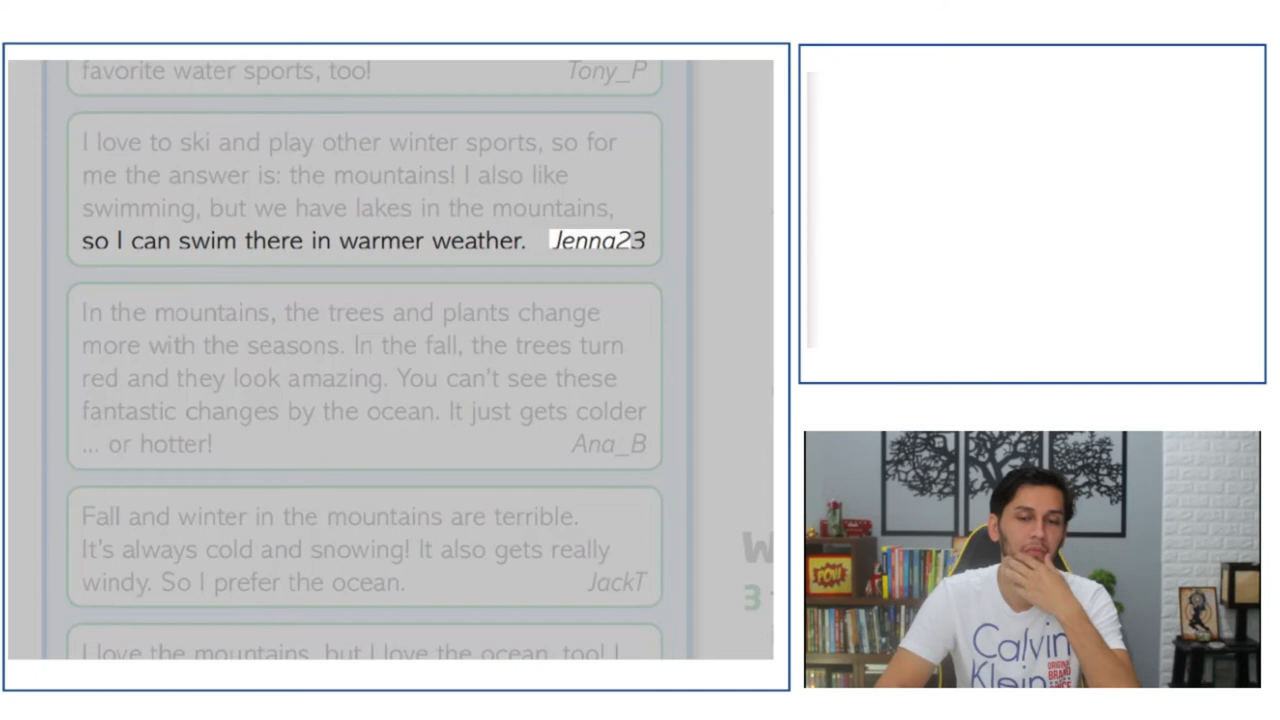 favorite water sports, too! Tony_P
I love to ski and play other winter sports, so for
me the answer is: the mountains! I also like
swimming, but we have lakes in the mountains,
so I can swim there in warmer weather. Jenna23
In the mountains, the trees and plants change
more with the seasons. In the fall, the trees turn
red and they look amazing. You can't see these
fantastic changes by the ocean. It just gets colder
... or hotter! Ana_B
Fall and winter in the mountains are terrible.
It's always cold and snowing! It also gets really
windy. So I prefer the ocean. JackT
I love the mountains, but I love the ocean, too! I
W
3
POW
Calvin
Klein
ORIGINAL
BRAND